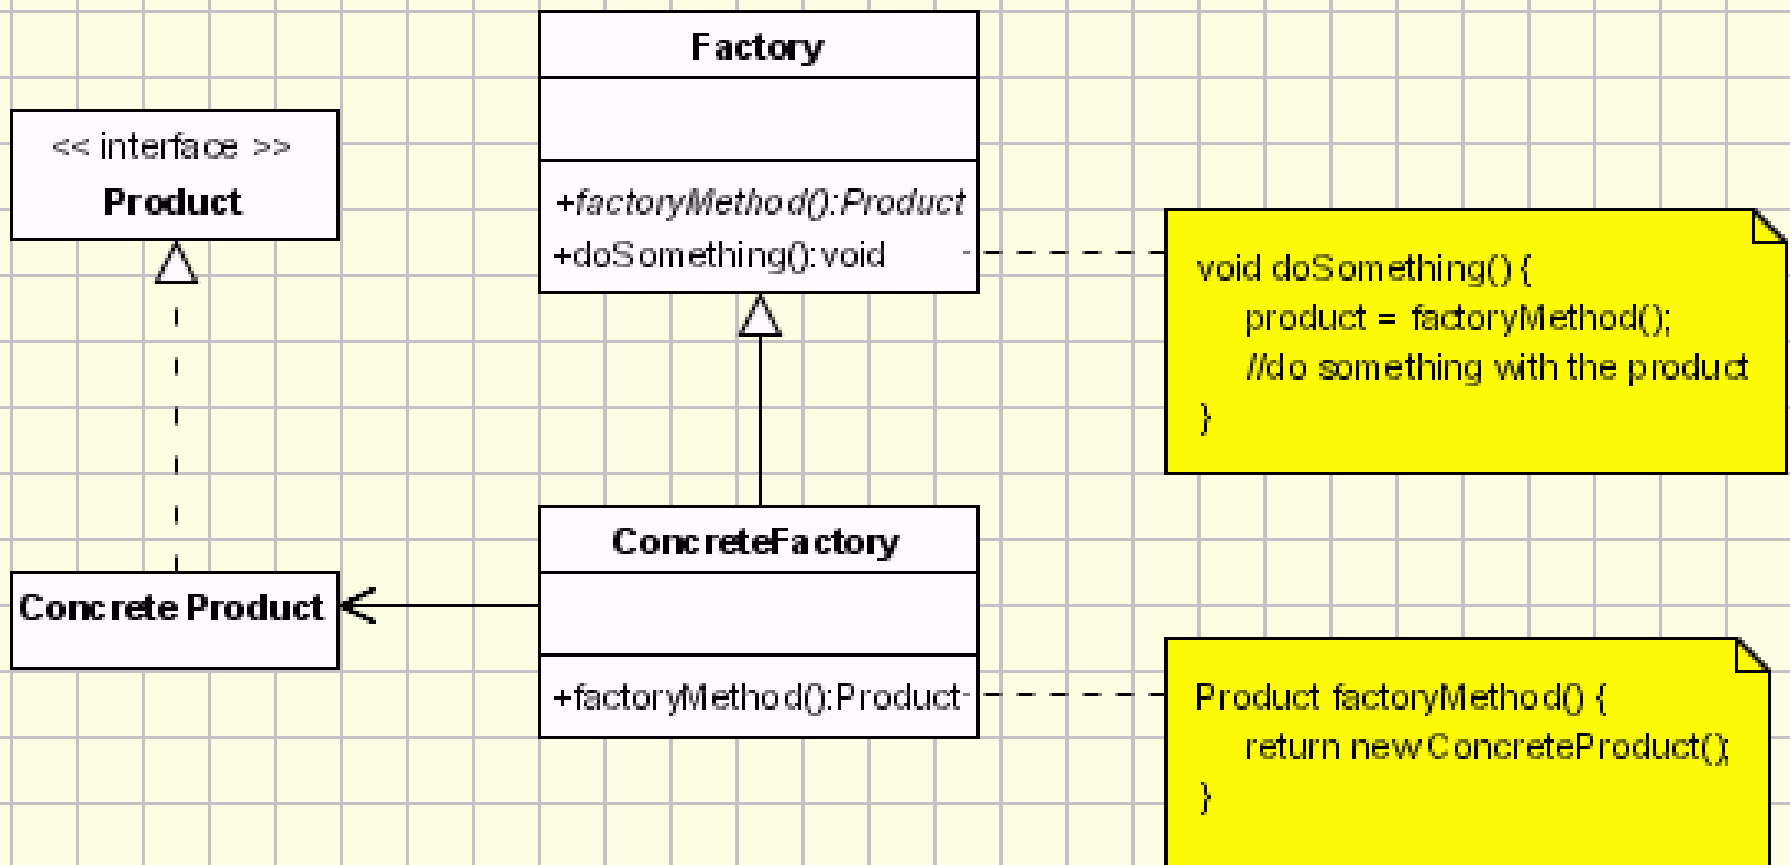 Factory
+factoryMethod():Product
+doSomething():void
<< interface >>
Product
void doSomething() {
product = factoryMethod();
//do something with the product
}
ConcreteFactory
+factoryMethod():Product
Concrete Product
Product factoryMethod() {
return new ConcreteProduct();
}